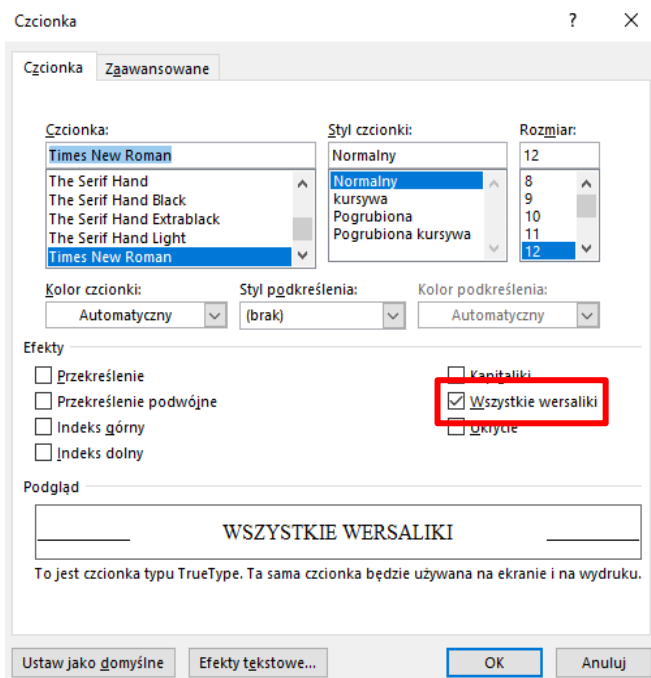 Czcionka ?
Czcionka Zaawansowane
Czcionka: Styl czcionki: Rozmiar:
Times New Roman Normalny 12
The Serif Hand Normalny 8
The Serif Hand Black kursywa 9
The Serif Hand Extrablack Pogrubiona 10
The Serif Hand Light Pogrubiona kursywa 11
Times New Roman 12
Kolor czcionki: Styl podkreślenia: Kolor podkreślenia:
Automatyczny (brak) Automatyczny
Efekty
Przekreślenie Kapitaliki
Przekreślenie podwójne Wszystkie wersaliki
Indeks górny Ukrycie
Indeks dolny
Podgląd
WSZYSTKIE WERSALIKI
To jest czcionka typu TrueType. Ta sama czcionka będzie używana na ekranie i na wydruku.
Ustaw jako domyślne Efekty tekstowe... OK Anuluj